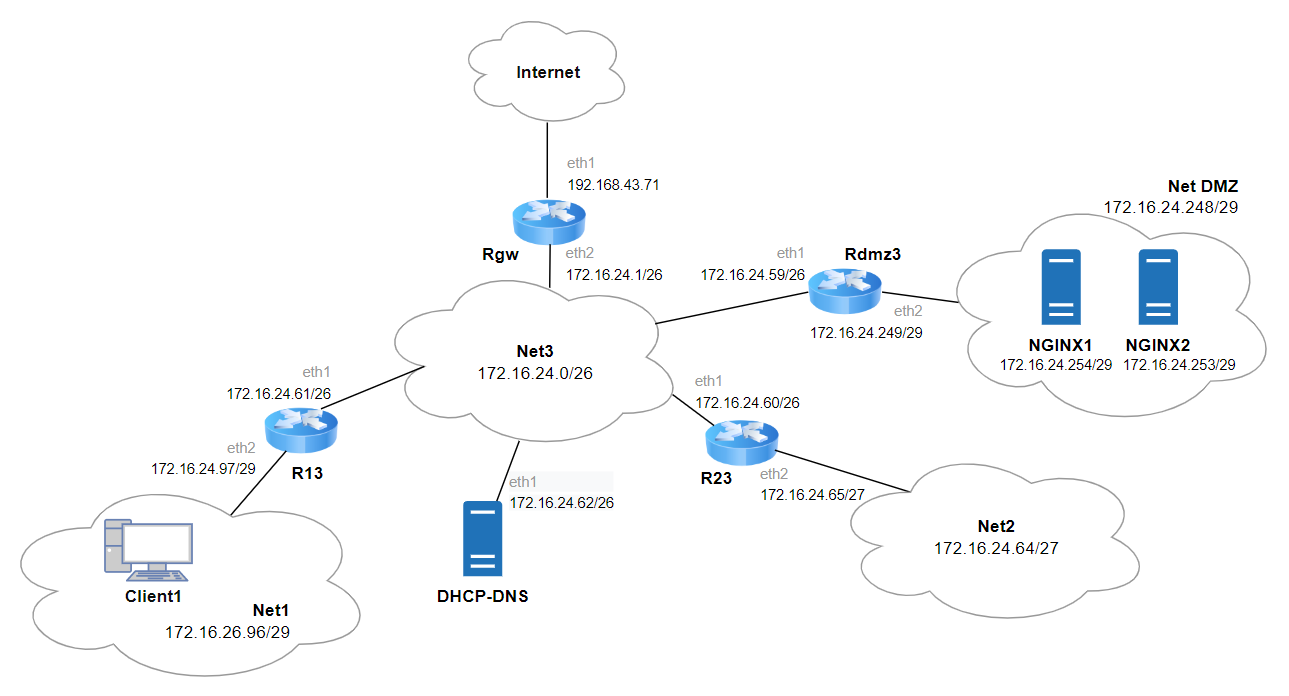 Internet
eth1
192.168.43.71
Rgw
eth2
172.16.24.1/26
Net DMZ
172.16.24.248/29
eth1
172.16.24.59/26
Rdmz3
eth2
172.16.24.249/29
NGINX1
172.16.24.254/29
NGINX2
172.16.24.253/29
Net3
172.16.24.0/26
eth1
172.16.24.61/26
eth2
172.16.24.97/29
R13
eth1
172.16.24.60/26
R23
eth2
172.16.24.65/27
eth1
172.16.24.62/26
DHCP-DNS
Net2
172.16.24.64/27
Client1
Net1
172.16.26.96/29